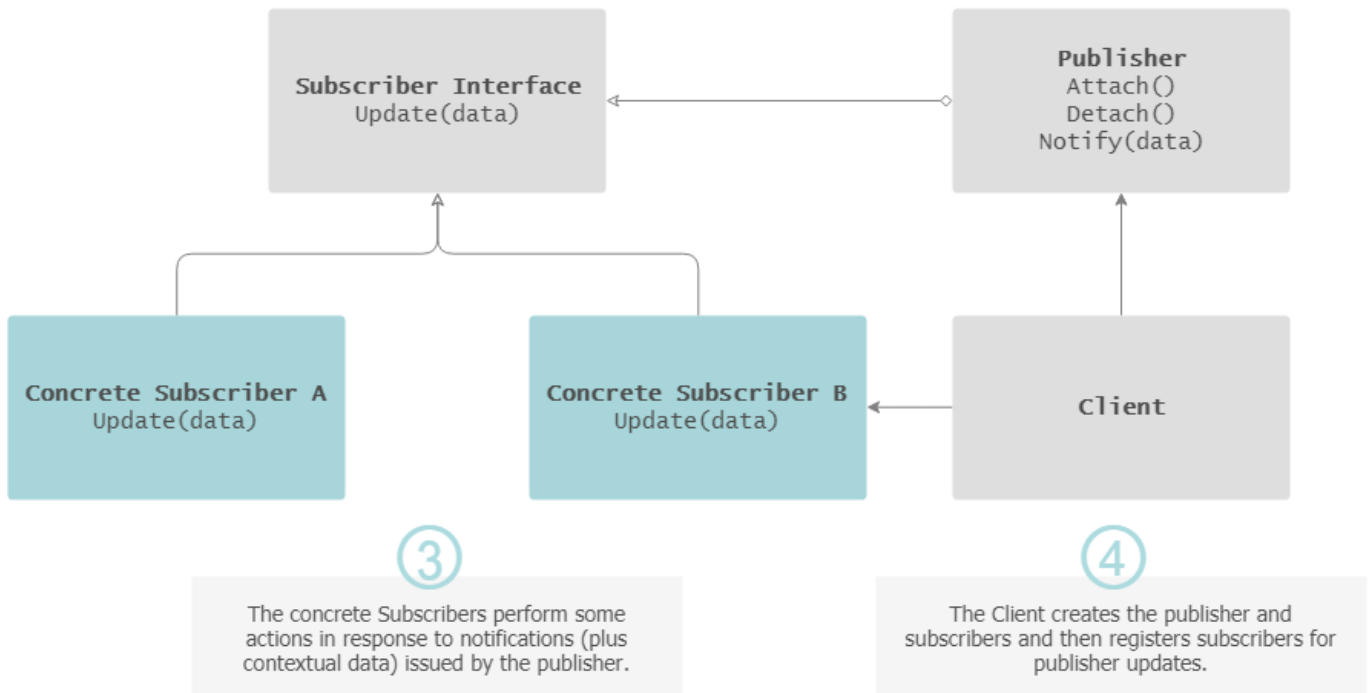 Subscriber Interface
Update(data)
Publisher
Attach()
Detach()
Notify(data)
Concrete Subscriber A
Update(data)
Concrete Subscriber B
Update(data)
Client
3
The concrete Subscribers perform some
actions in response to notifications (plus
contextual data) issued by the publisher.
4
The Client creates the publisher and
subscribers and then registers subscribers for
publisher updates.